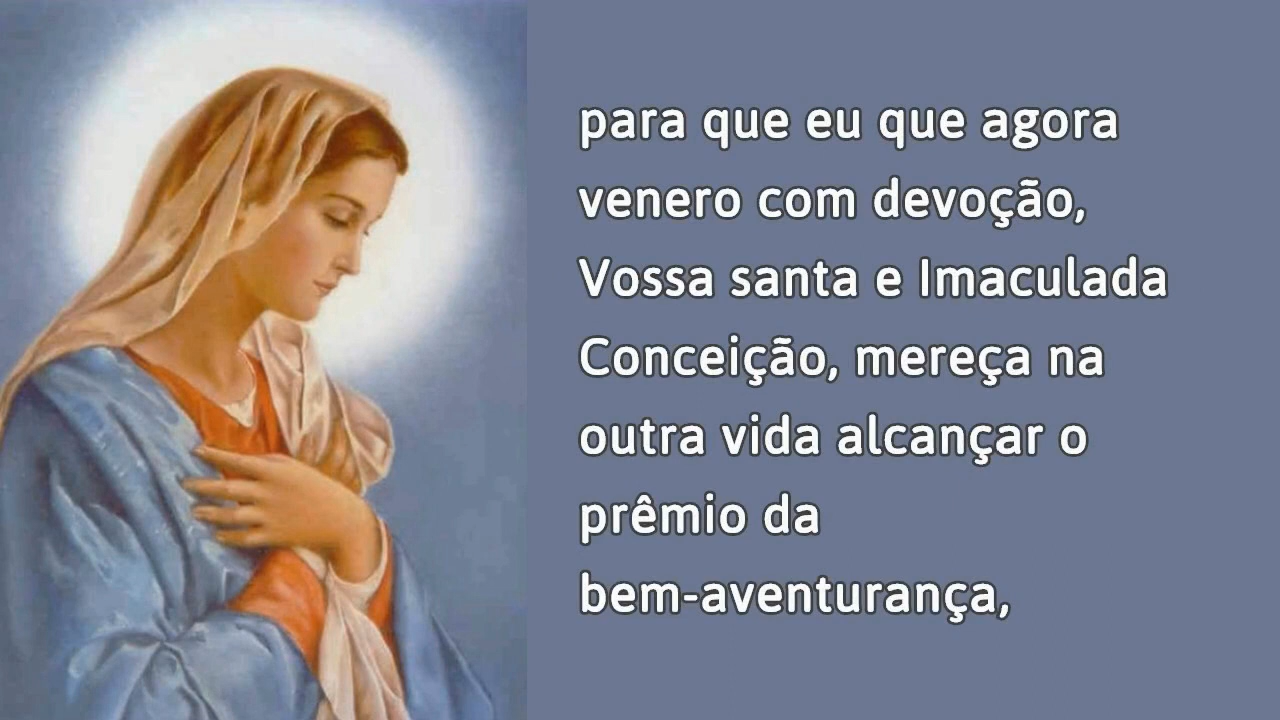 para que eu que agora
venero com devoção,
Vossa santa e Imaculada
Conceição, mereça na
outra vida alcançar o
prêmio da
bem-aventurança,